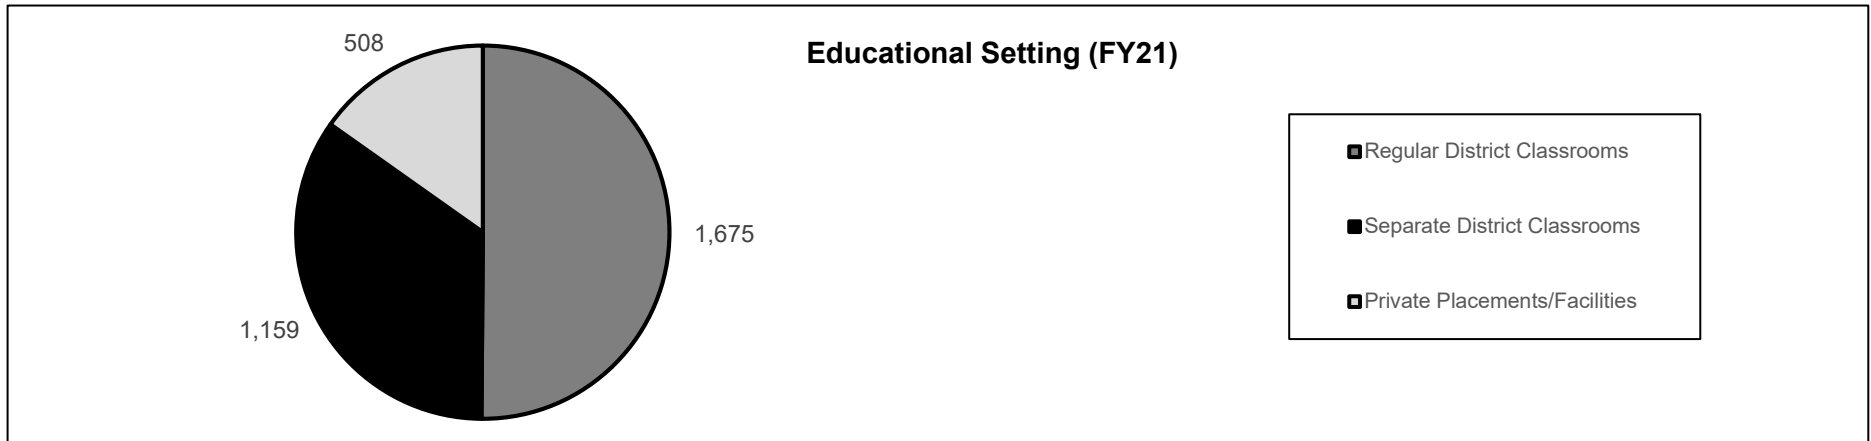 Educational Setting (FY21)
508
1,675
1,159
Regular District Classrooms
Separate District Classrooms
Private Placements/Facilities